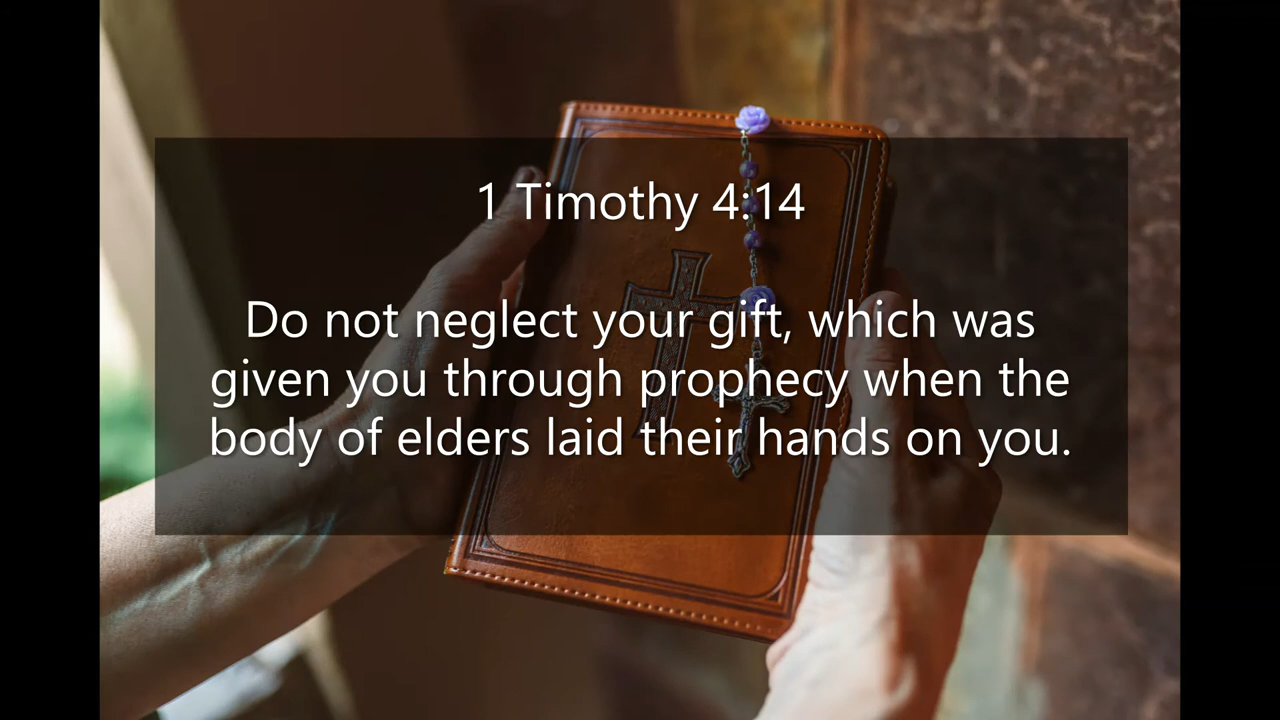 1 Timothy 4:14
Do not neglect your gift, which was
given you through prophecy when the
body of elders laid their hands on you.